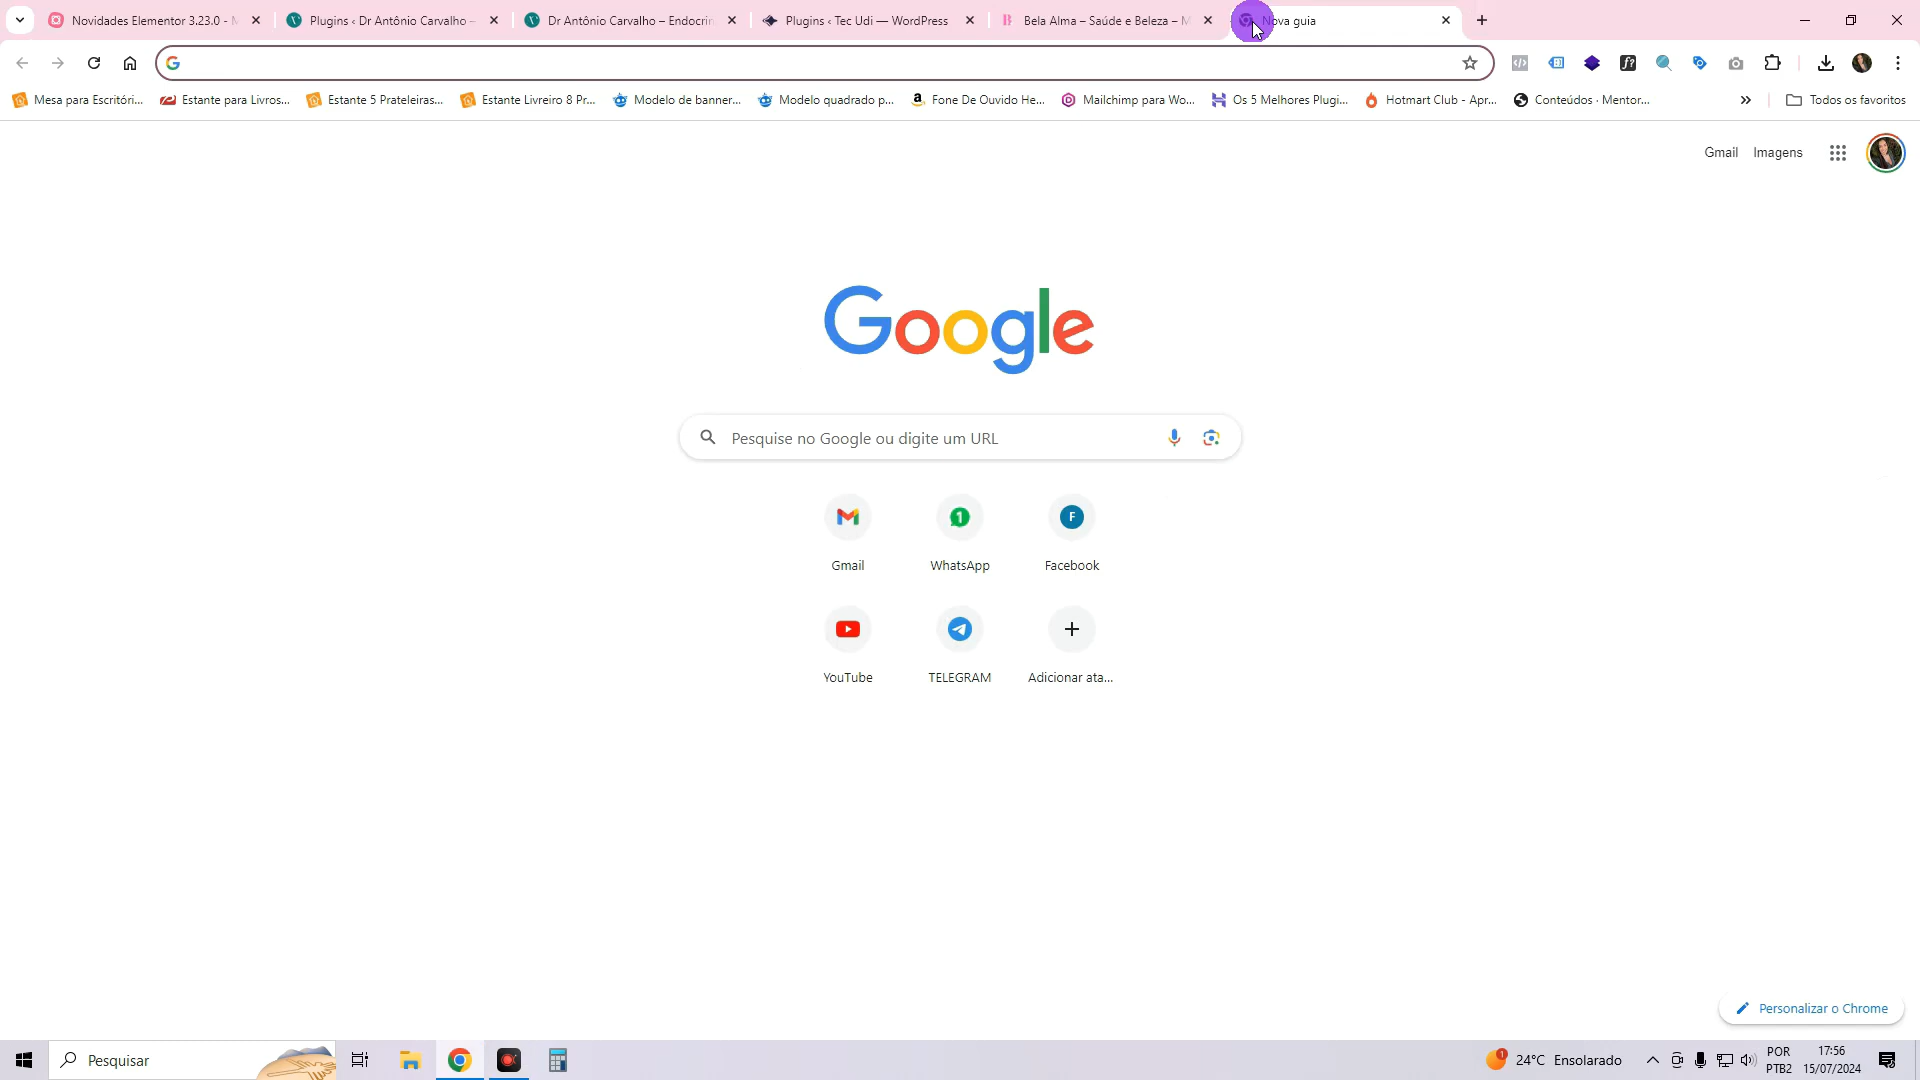 Novidades Elementor 3.23.0 - M
Plugins ‹ Dr Antônio Carvalho –
Dr Antônio Carvalho – Endocrin
Plugins ‹ Tec Udi — WordPress
Bela Alma – Saúde e Beleza – M
Nova guia
Mesa para Escritóri...
Estante para Livros...
Estante 5 Prateleiras...
Estante Livreiro 8 Pr...
Modelo de banner...
Modelo quadrado p...
Fone De Ouvido He...
Mailchimp para Wo...
Os 5 Melhores Plugi...
Hotmart Club - Apr...
Conteúdos · Mentor...
Todos os favoritos
Gmail
Imagens
Google
Pesquise no Google ou digite um URL
Gmail
WhatsApp
Facebook
YouTube
TELEGRAM
Adicionar ata...
Personalizar o Chrome
Pesquisar
24°C Ensolarado
POR
PTB2
17:56
15/07/2024